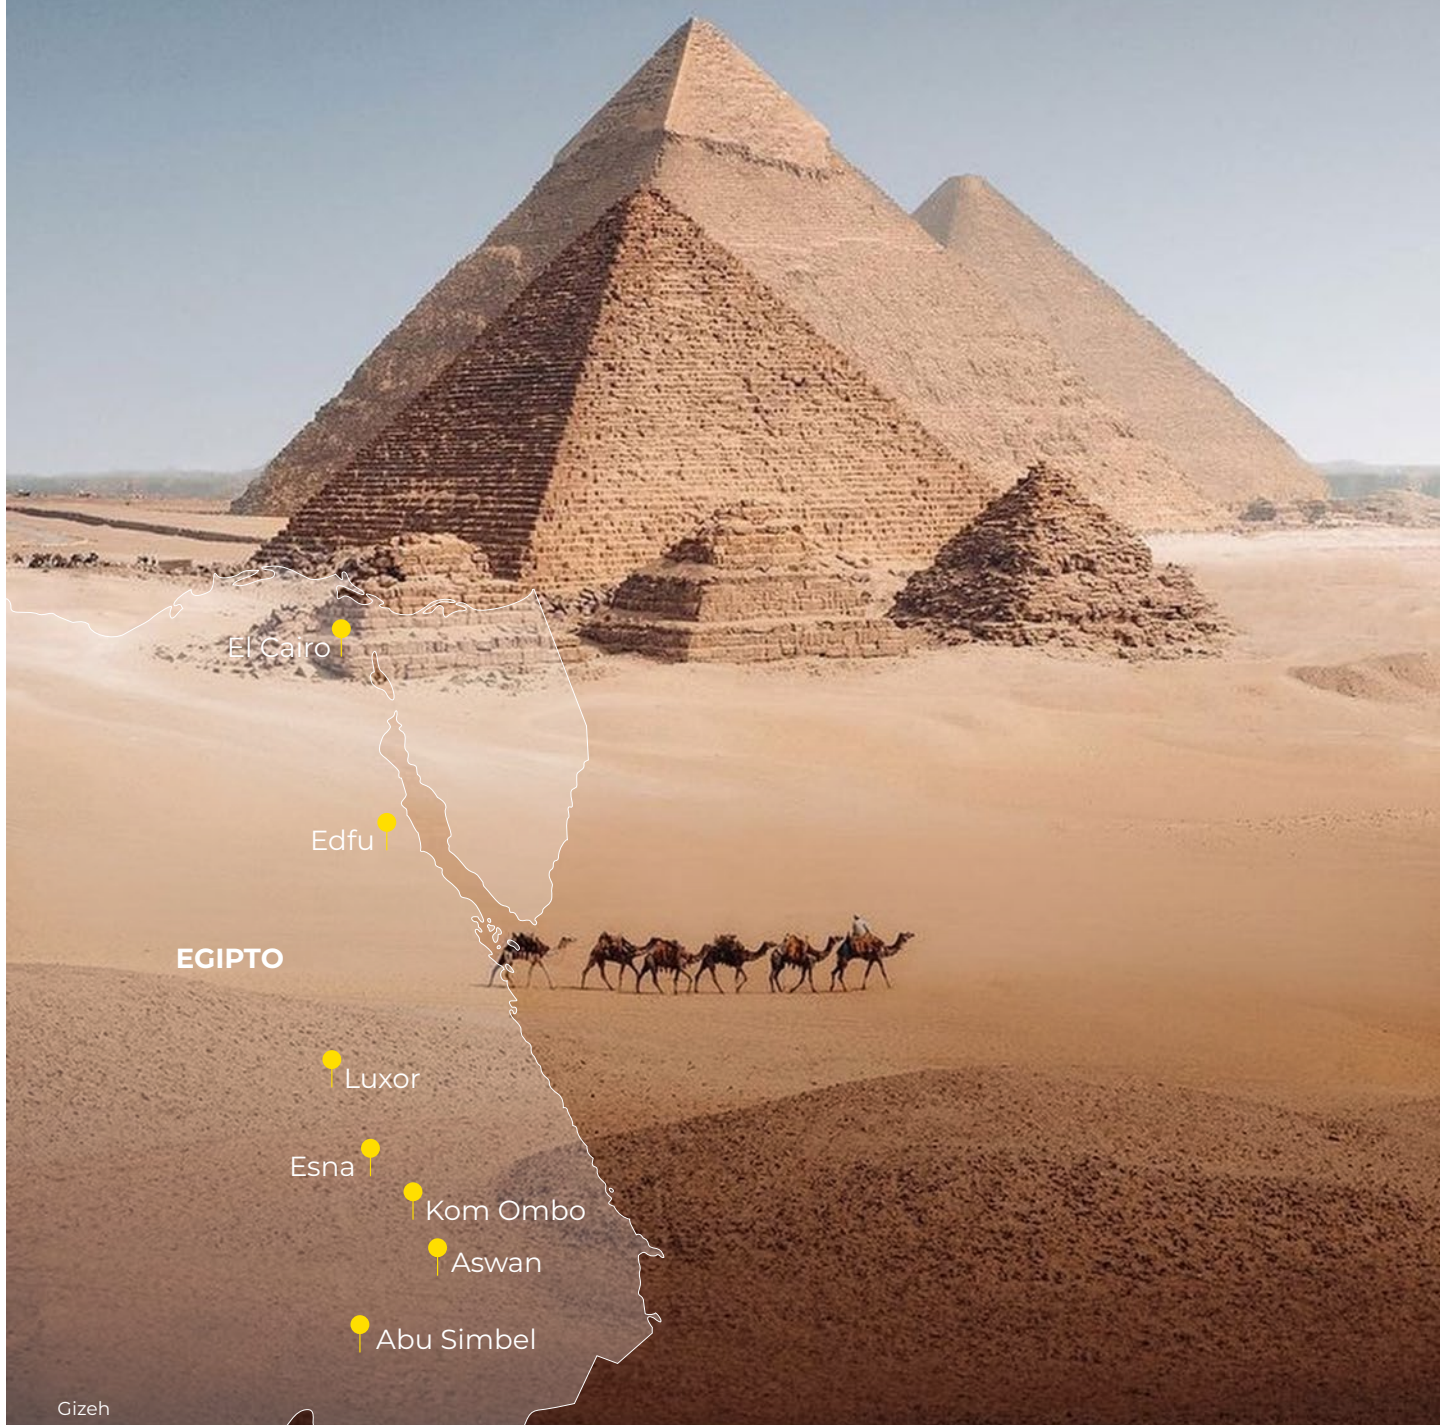 El Cairo
Edfu
EGIPTO
Luxor
Esna
Kom Ombo
Aswan
Abu Simbel
Gizeh